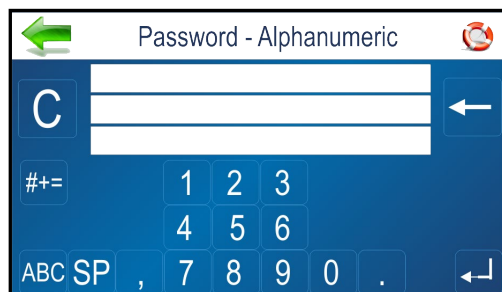 Password - Alphanumeric
C
#+= 1 2 3
4 5 6
ABC SP , 7 8 9 0 .